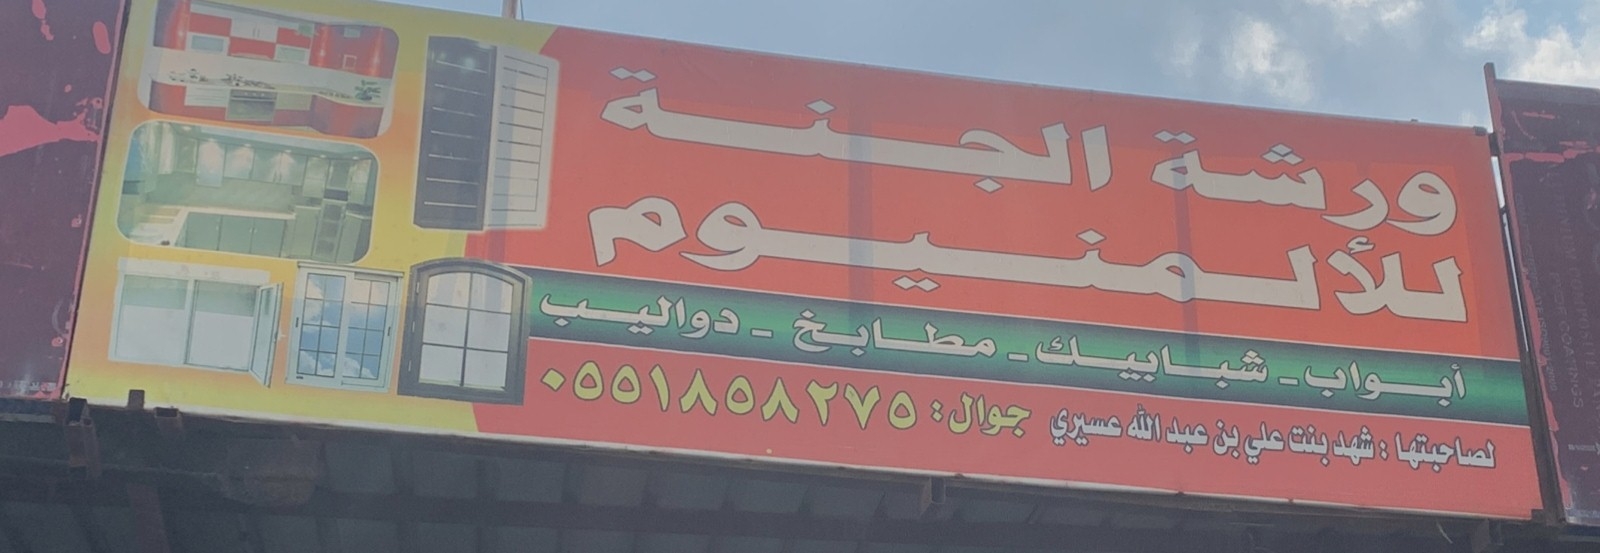 ورشة الجنة
للألمنيوم
أبواب - شبابيك - مطابخ - دواليب
لصاحبتها : شهد بنت علي بن عبد الله عسيري جوال: ٠٥٥١٨٥٨٢٧٥